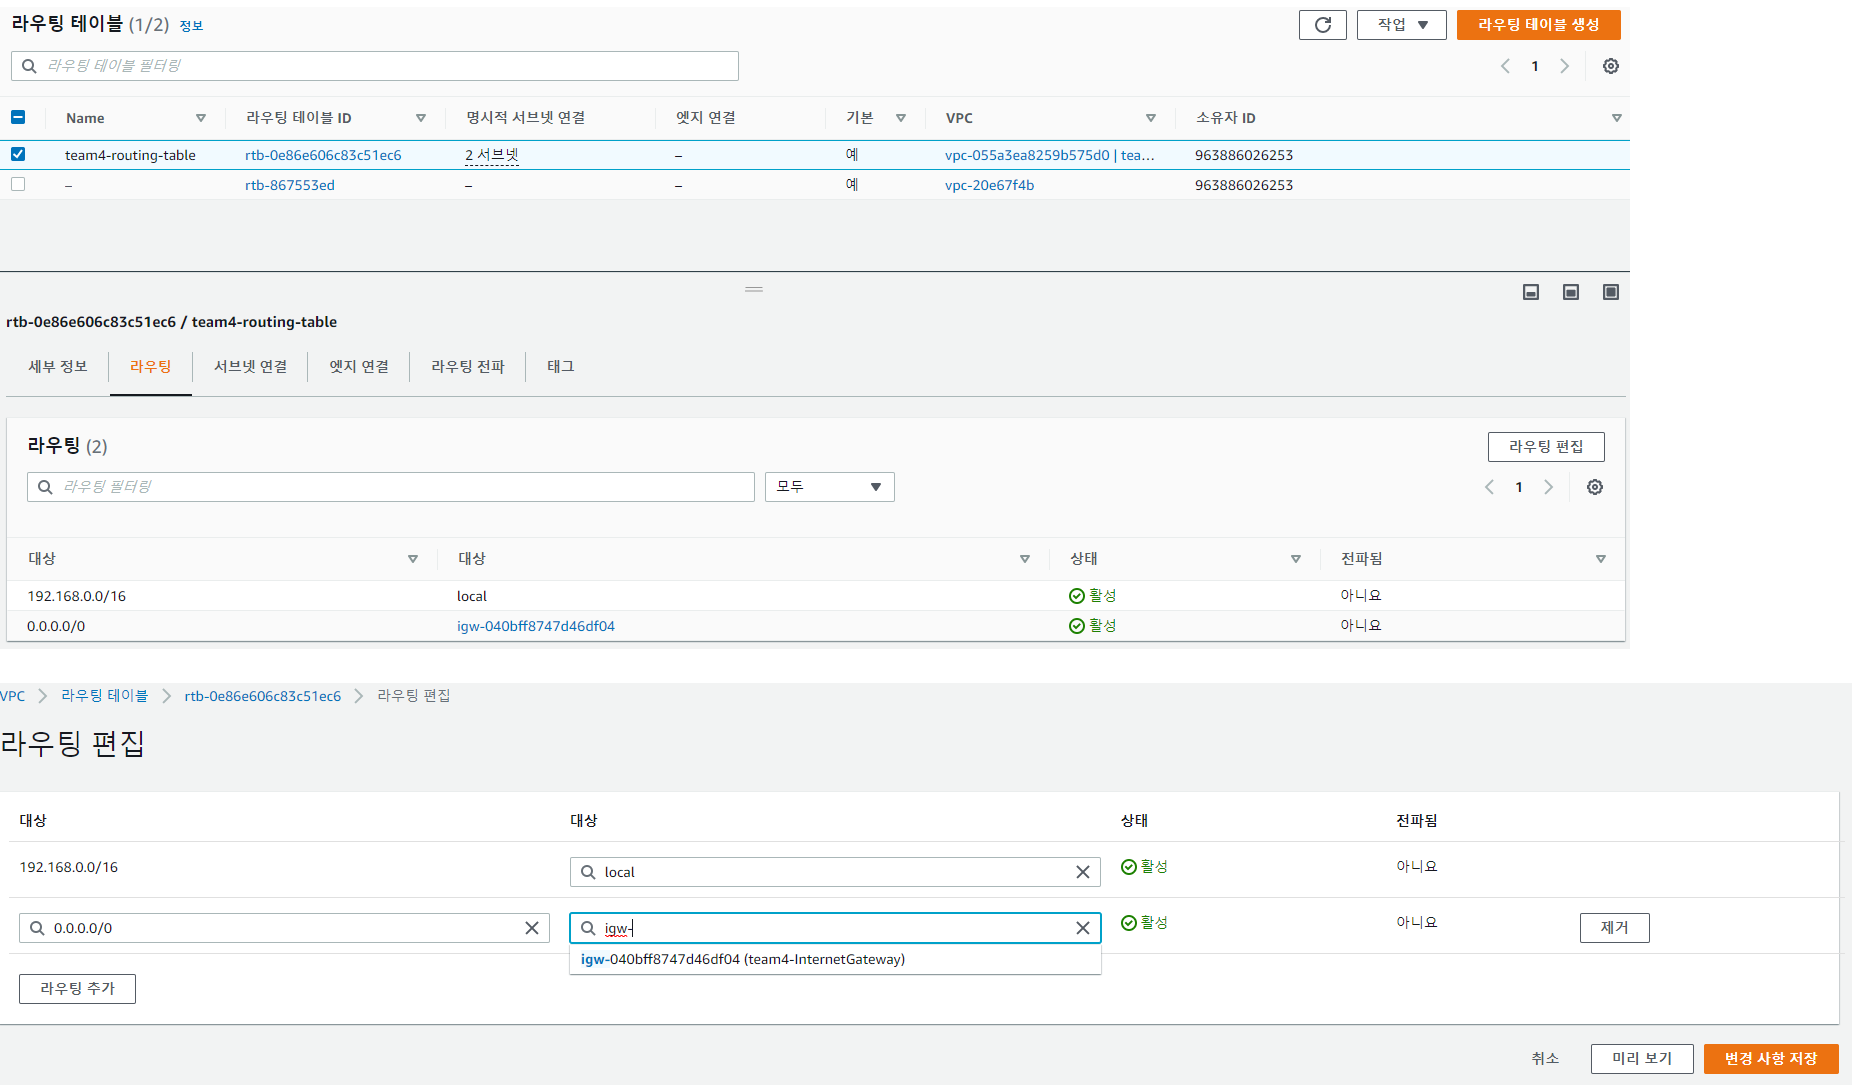 라우팅 테이블 (1/2) 정보
작업
라우팅 테이블 생성
라우팅 테이블 필터링
1
Name 라우팅 테이블 ID 명시적 서브넷 연결 엣지 연결 기본 VPC 소유자 ID
team4-routing-table rtb-0e86e606c83c51ec6 2 서브넷 – – 예 vpc-055a3ea8259b575d0 | tea... 963886026253
– rtb-867553ed – – 예 vpc-20e67f4b 963886026253
rtb-0e86e606c83c51ec6 / team4-routing-table
세부 정보 라우팅 서브넷 연결 엣지 연결 라우팅 전파 태그
라우팅 (2)
라우팅 편집
라우팅 필터링 모두
1
대상 대상 상태 전파됨
192.168.0.0/16 local 활성 아니요
0.0.0.0/0 igw-040bff8747d46df04 활성 아니요
VPC 라우팅 테이블 rtb-0e86e606c83c51ec6 라우팅 편집
라우팅 편집
대상 대상 상태 전파됨
192.168.0.0/16 local 활성 아니요
0.0.0.0/0 igw- 활성 아니요 제거
igw-040bff8747d46df04 (team4-InternetGateway)
라우팅 추가
취소 미리 보기 변경 사항 저장